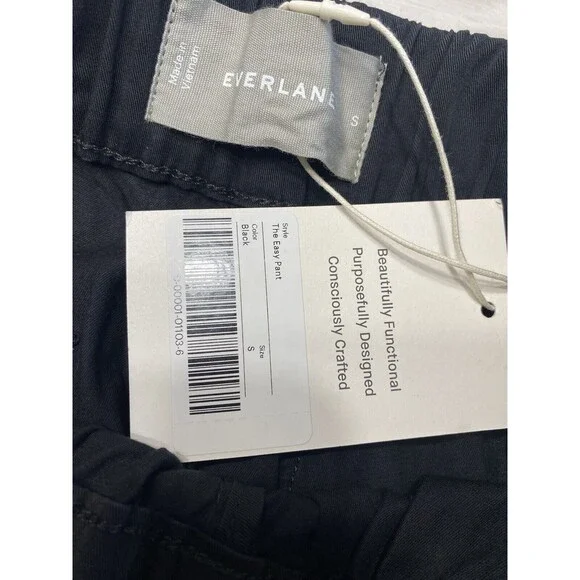 Made in
Vietnam
EVERLANE
S
Style
The Easy Pant
Color
Black
Size
S
-00001-01103-6
Beautifully Functional
Purposefully Designed
Consciously Crafted